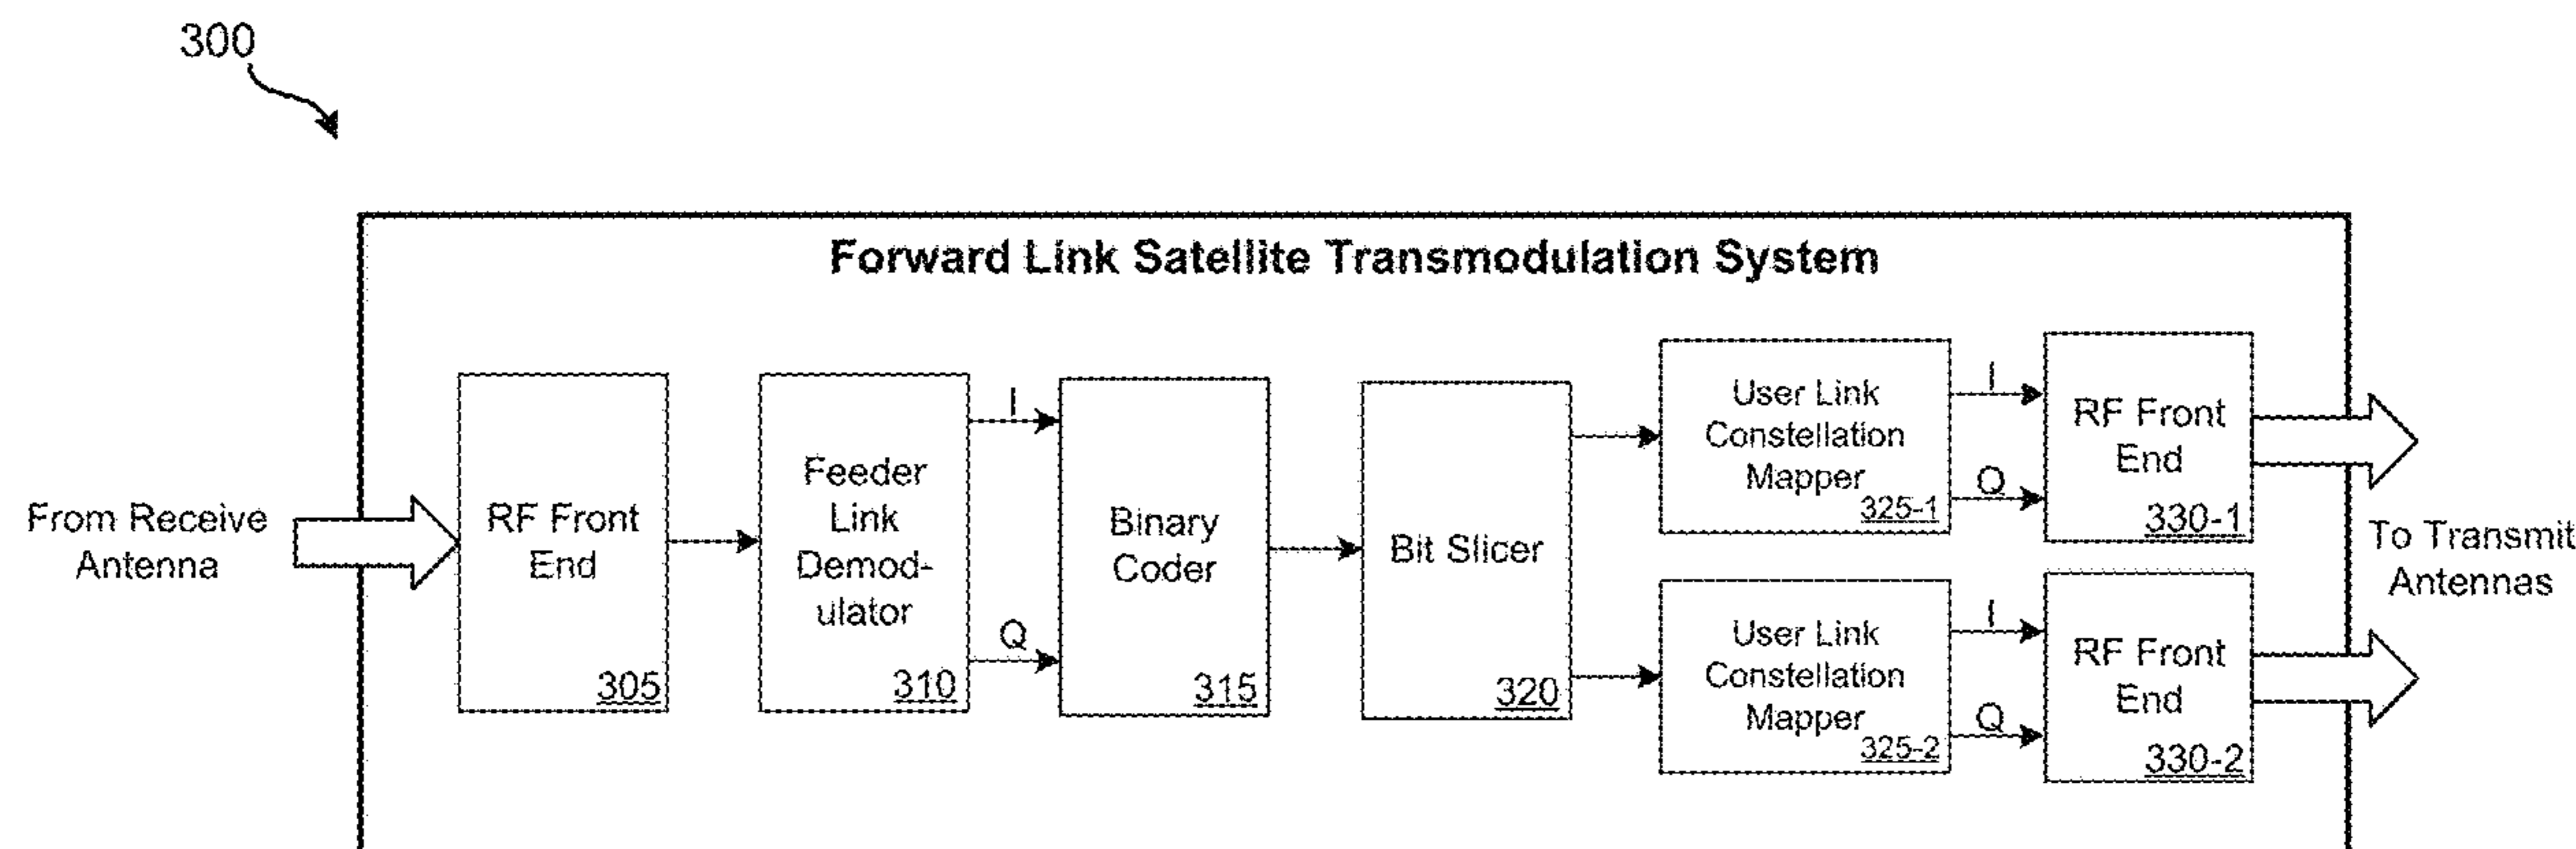 300
Forward Link Satellite Transmodulation System
From Receive
Antenna
RF Front
End
305
Feeder
Link
Demod-
ulator
310
I
Q
Binary
Coder
315
Bit Slicer
320
User Link
Constellation
Mapper
325-1
I
Q
RF Front
End
330-1
User Link
Constellation
Mapper
325-2
I
Q
RF Front
End
330-2
To Transmit
Antennas